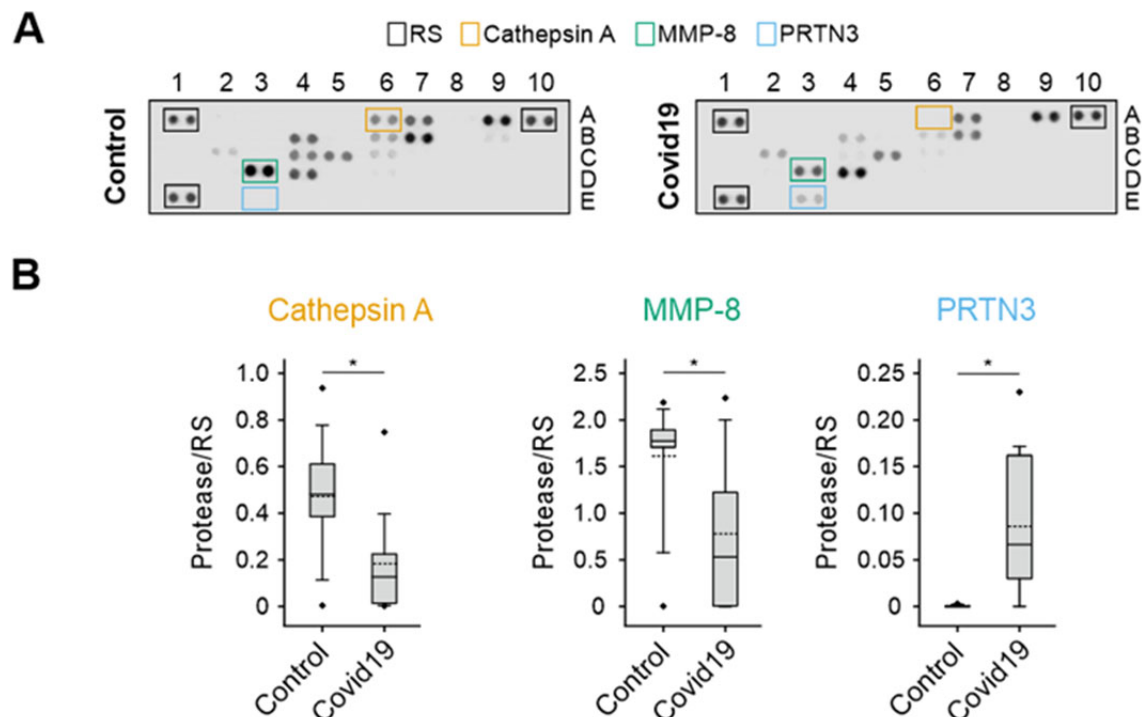 A
RS Cathepsin A MMP-8 PRTN3
1 2 3 4 5 6 7 8 9 10
Control
A
B
C
D
E
1 2 3 4 5 6 7 8 9 10
Covid19
A
B
C
D
E
B
Cathepsin A
Protease/RS
1.0
0.8
0.6
0.4
0.2
0
*
Control
Covid19
MMP-8
Protease/RS
2.5
2.0
1.5
1.0
0.5
0
*
Control
Covid19
PRTN3
Protease/RS
0.25
0.20
0.15
0.10
0.05
0
*
Control
Covid19